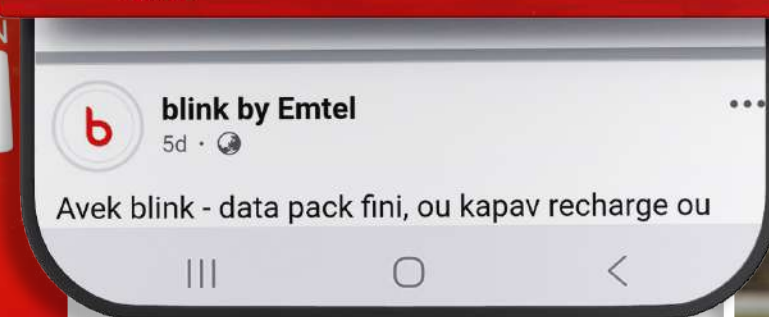 blink by Emtel
5d ·
Avek blink - data pack fini, ou kapav recharge ou